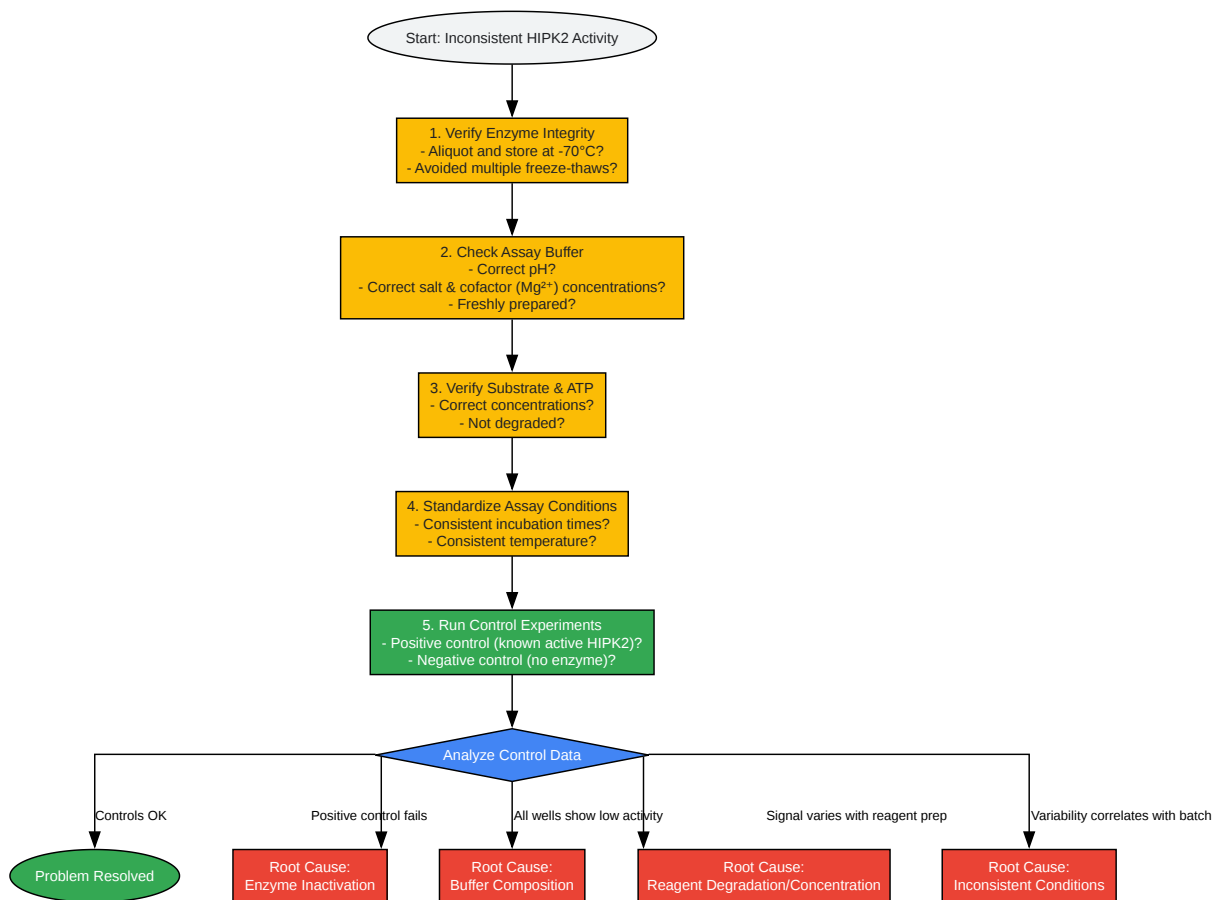 Start: Inconsistent HIPK2 Activity
1. Verify Enzyme Integrity
- Aliquot and store at -70°C?
- Avoided multiple freeze-thaws?
2. Check Assay Buffer
- Correct pH?
- Correct salt & cofactor (Mg²⁺) concentrations?
- Freshly prepared?
3. Verify Substrate & ATP
- Correct concentrations?
- Not degraded?
4. Standardize Assay Conditions
- Consistent incubation times?
- Consistent temperature?
5. Run Control Experiments
- Positive control (known active HIPK2)?
- Negative control (no enzyme)?
Analyze Control Data
Controls OK
Positive control fails
All wells show low activity
Signal varies with reagent prep
Variability correlates with batch
Problem Resolved
Root Cause:
Enzyme Inactivation
Root Cause:
Buffer Composition
Root Cause:
Reagent Degradation/Concentration
Root Cause:
Inconsistent Conditions